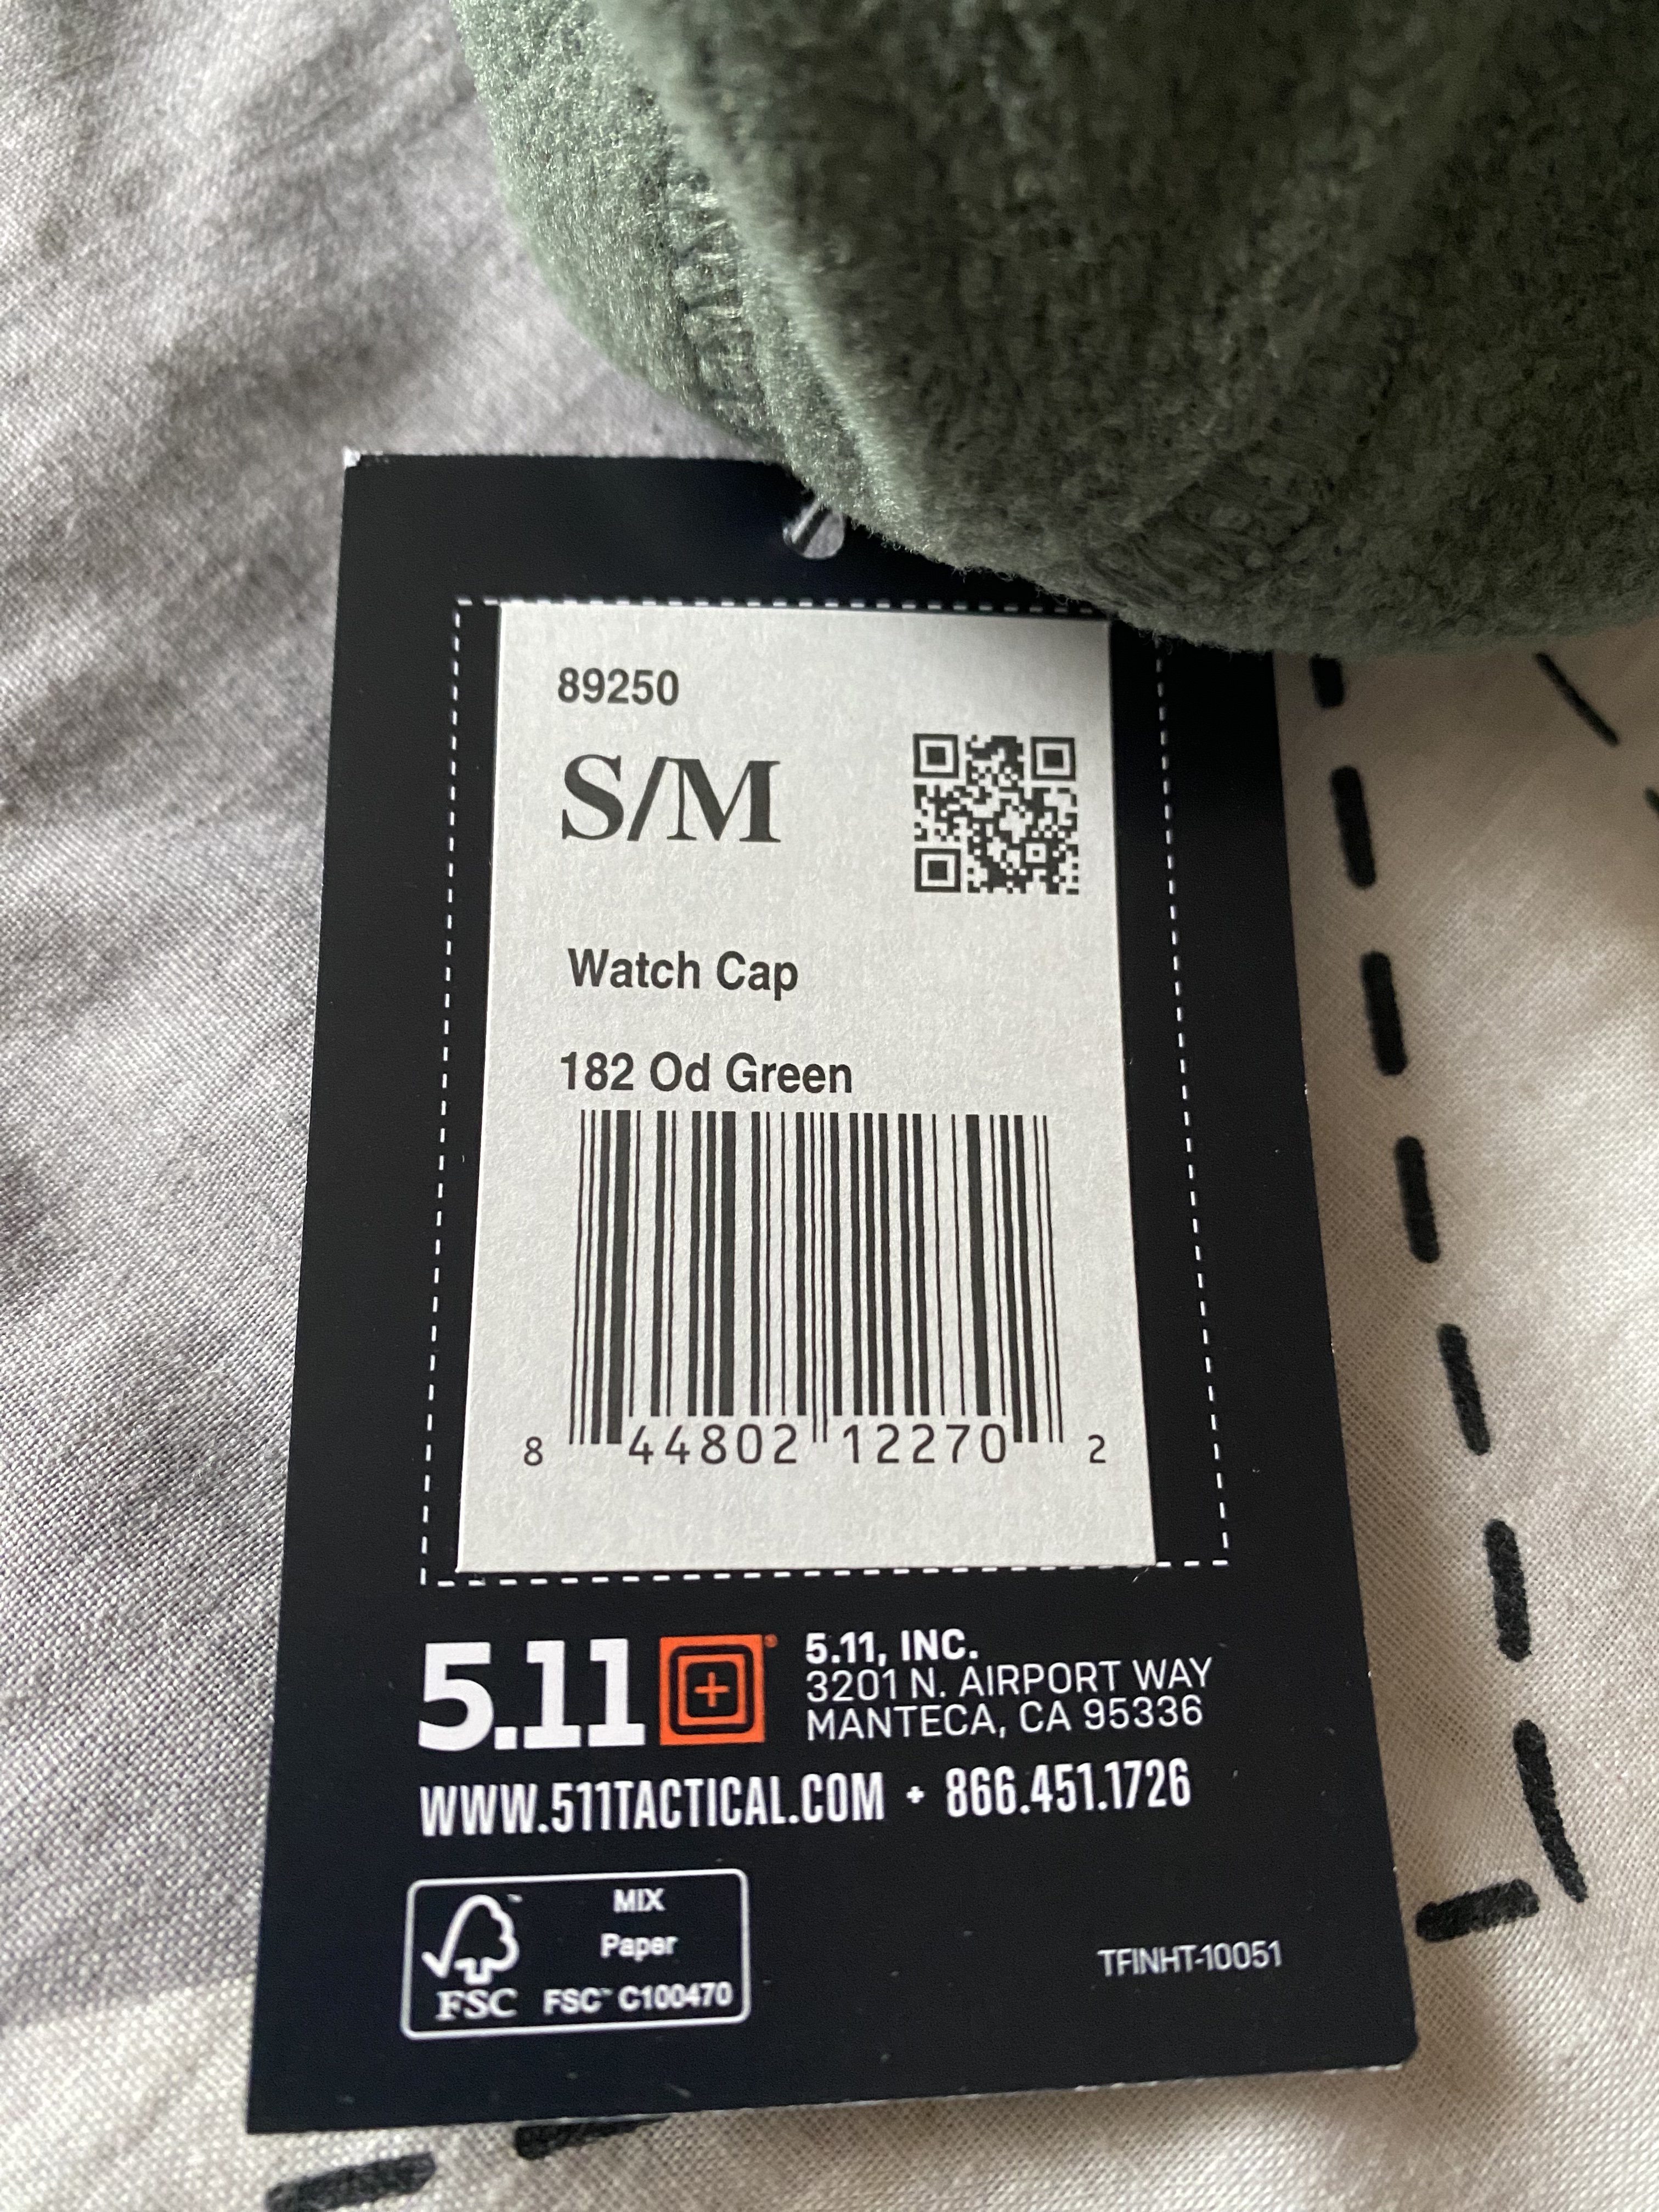 89250
S/M
Watch Cap
182 Od Green
8 44802 12270 2
5.11® 5.11, INC.
3201 N. AIRPORT WAY
MANTECA, CA 95336
WWW.511TACTICAL.COM • 866.451.1726
MIX
Paper
FSC™ C100470
FSC
TFINHT-10051